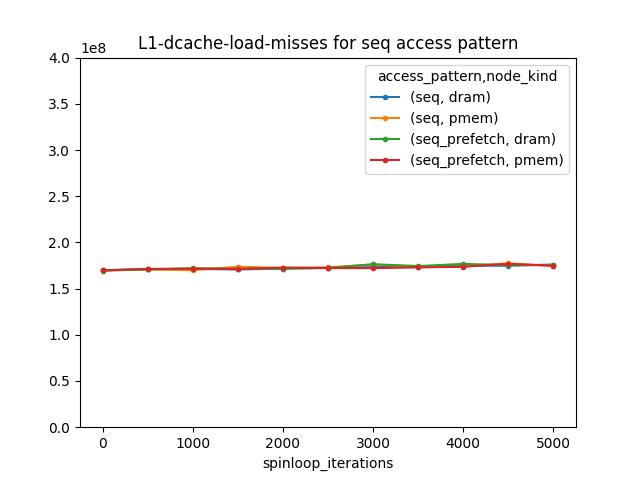 L1-dcache-load-misses for seq access pattern
1e8
4.0
3.5
3.0
2.5
2.0
1.5
1.0
0.5
0.0
access_pattern,node_kind
(seq, dram)
(seq, pmem)
(seq_prefetch, dram)
(seq_prefetch, pmem)
0 1000 2000 3000 4000 5000
spinloop_iterations